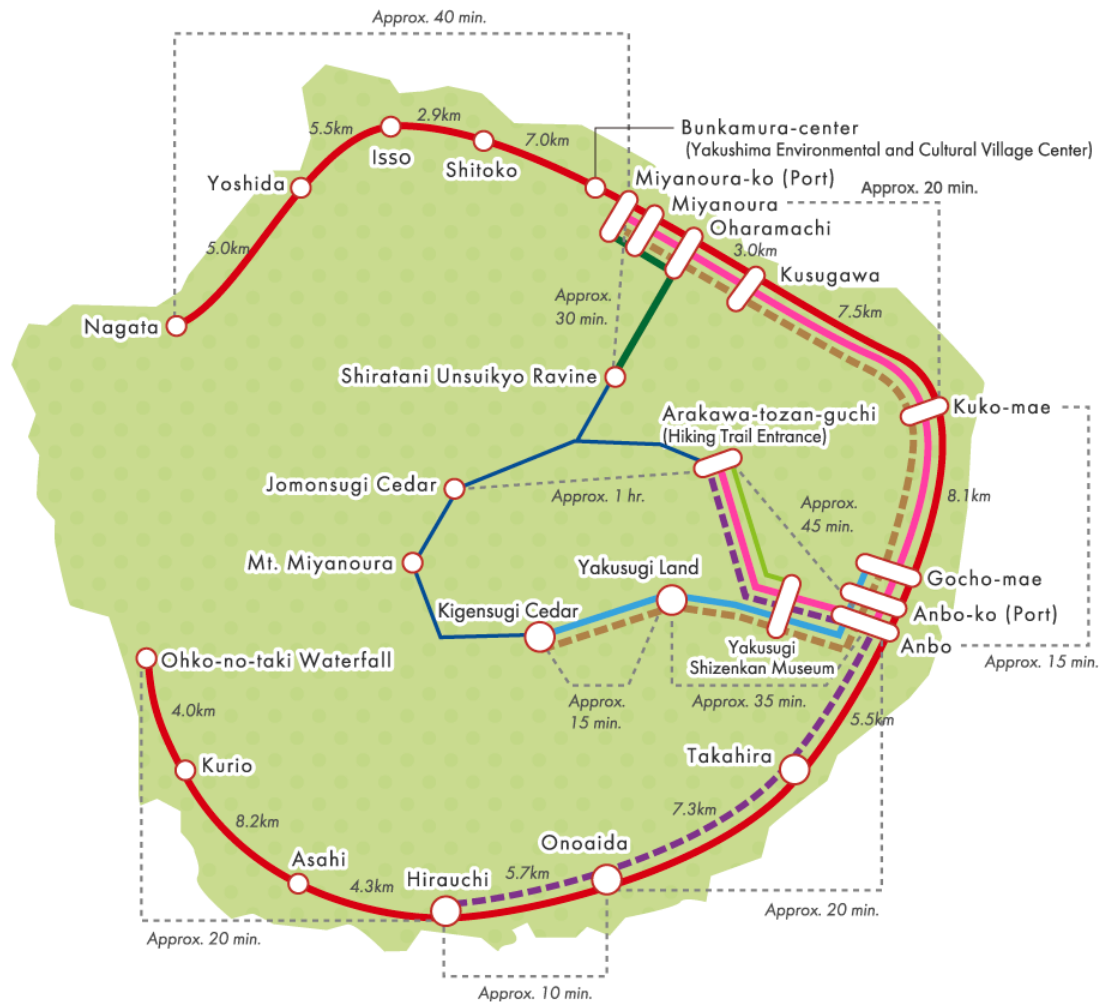 Approx. 40 min.
5.5km
2.9km
7.0km
Isso
Shitoko
Bunkamura-center
(Yakushima Environmental and Cultural Village Center)
Yoshida
Miyanoura-ko (Port)
Approx. 20 min.
Miyanoura
Oharamachi
5.0km
3.0km
Kusugawa
Approx.
30 min.
7.5km
Nagata
Shiratani Unsuikyo Ravine
Arakawa-tozan-guchi
(Hiking Trail Entrance)
Kuko-mae
Jomonsugi Cedar
Approx. 1 hr.
Approx.
45 min.
8.1km
Mt. Miyanoura
Yakusugi Land
Gocho-mae
Kigensugi Cedar
Anbo-ko (Port)
Anbo
Yakusugi
Shizenkan Museum
Approx. 15 min.
Ohko-no-taki Waterfall
Approx.
15 min.
Approx. 35 min.
4.0km
5.5km
Takahira
Kurio
7.3km
8.2km
Onoaida
Asahi
4.3km
Hirauchi
5.7km
Approx. 20 min.
Approx. 20 min.
Approx. 10 min.